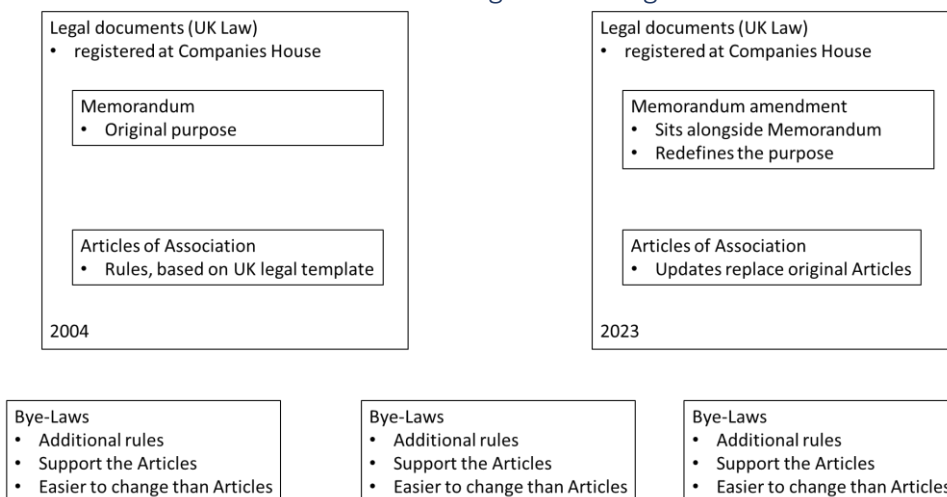 Legal documents (UK Law)
• registered at Companies House
Memorandum
• Original purpose
Articles of Association
• Rules, based on UK legal template
2004
Legal documents (UK Law)
• registered at Companies House
Memorandum amendment
• Sits alongside Memorandum
• Redefines the purpose
Articles of Association
• Updates replace original Articles
2023
Bye-Laws
• Additional rules
• Support the Articles
• Easier to change than Articles
Bye-Laws
• Additional rules
• Support the Articles
• Easier to change than Articles
Bye-Laws
• Additional rules
• Support the Articles
• Easier to change than Articles